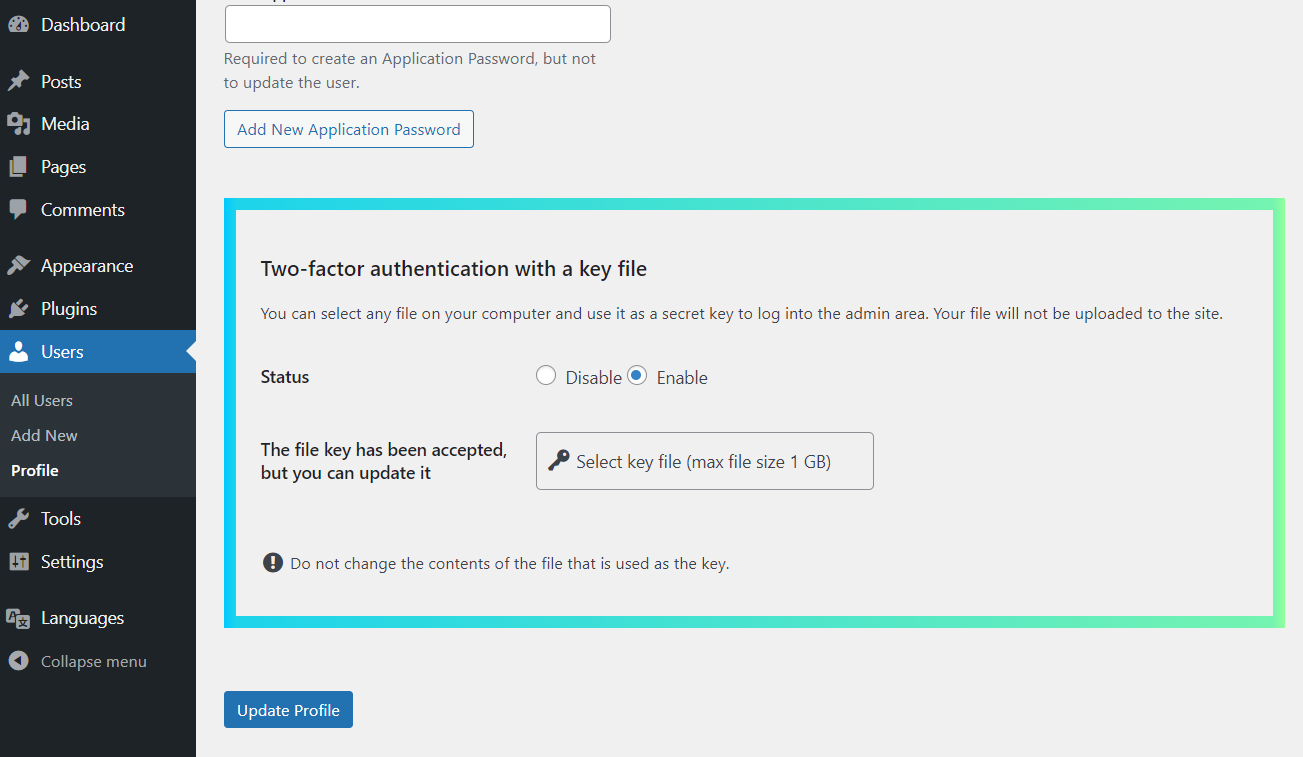 Dashboard
Posts
Media
Pages
Comments
Appearance
Plugins
Users
All Users
Add New
Profile
Tools
Settings
Languages
Collapse menu
Required to create an Application Password, but not
to update the user.
Add New Application Password
Two-factor authentication with a key file
You can select any file on your computer and use it as a secret key to log into the admin area. Your file will not be uploaded to the site.
Status
Disable
Enable
The file key has been accepted,
but you can update it
Select key file (max file size 1 GB)
Do not change the contents of the file that is used as the key.
Update Profile